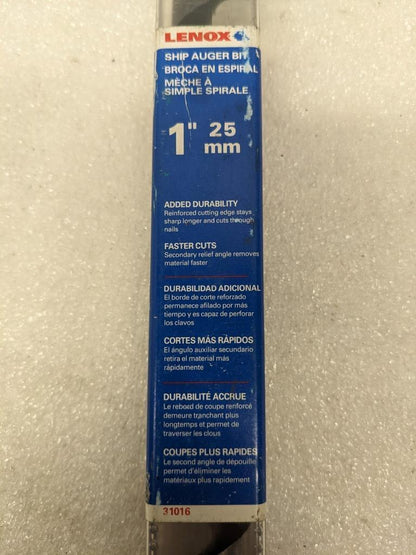 LENOX
SHIP AUGER BIT
BROCA EN ESPIRAL
MÈCHE À
SIMPLE SPIRALE
1" 25
mm
ADDED DURABILITY
Reinforced cutting edge stays
sharp longer and cuts through
nails
FASTER CUTS
Secondary relief angle removes
material faster
DURABILIDAD ADICIONAL
El borde de corte reforzado
permanece afilado por más
tiempo y es capaz de perforar
los clavos
CORTES MÁS RÁPIDOS
El ángulo auxiliar secundario
retira el material más
rápidamente
DURABILITÉ ACCRUE
Le rebord de coupe renforcé
demeure tranchant plus
longtemps et permet de
traverser les clous
COUPES PLUS RAPIDES
Le second angle de dépouille
permet d'éliminer les
matériaux plus rapidement
31016